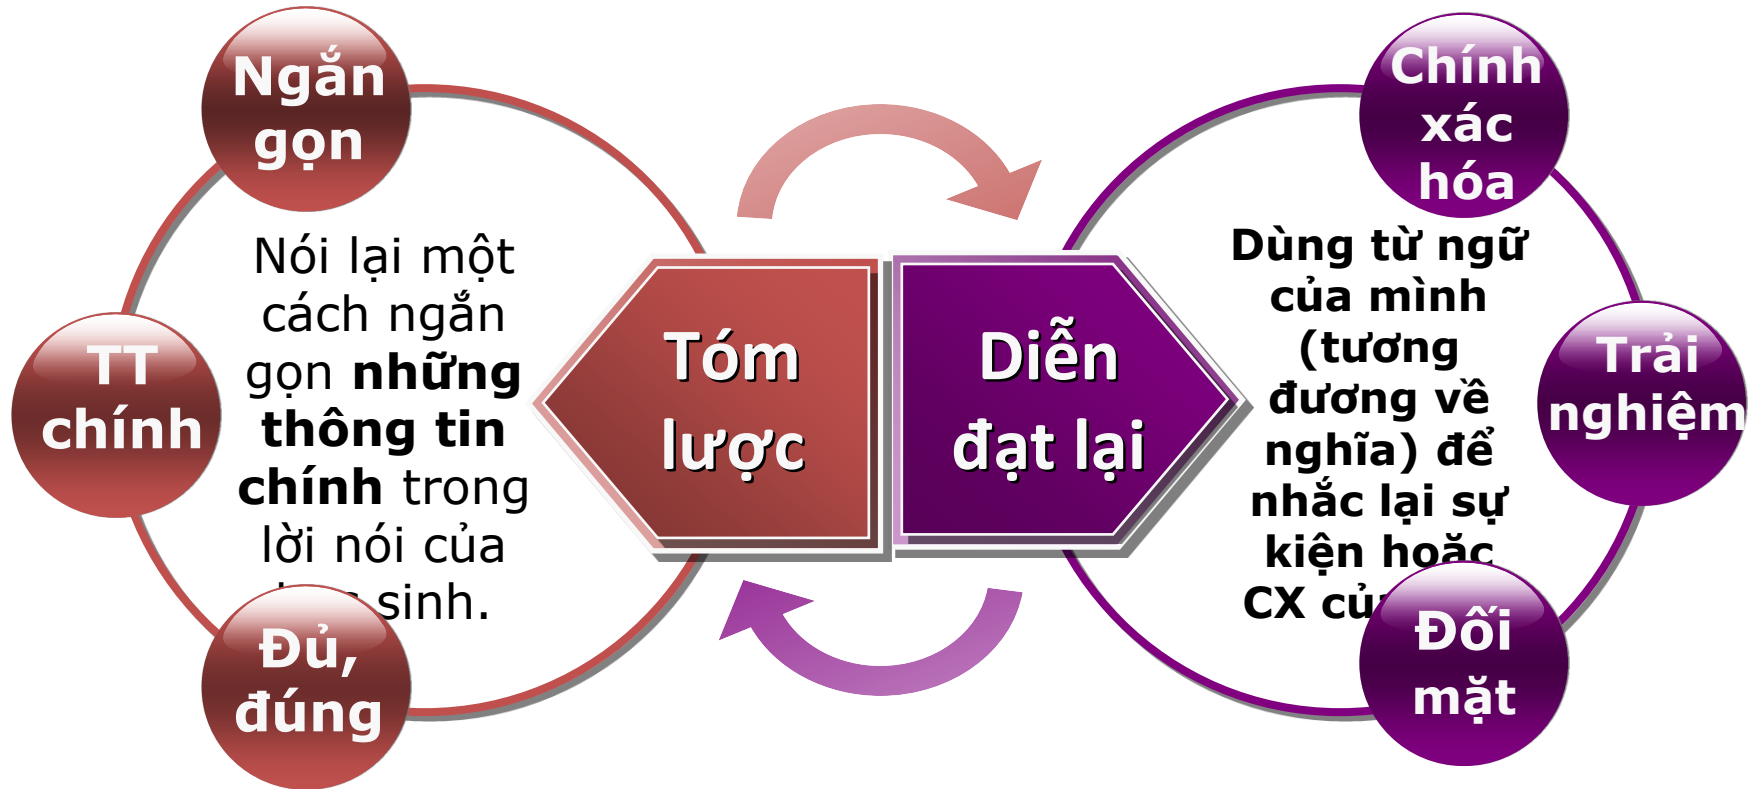 Ngắn
gọn
TT
chính
Đủ,
đúng
Nói lại một
cách ngắn
gọn những
thông tin
chính trong
lời nói của
sinh.
Tóm
lược
Diễn
đạt lại
Dùng từ ngữ
của mình
(tương
đương về
nghĩa) để
nhắc lại sự
kiện hoặc
CX
Chính
xác
hóa
Trải
nghiệm
Đối
mặt